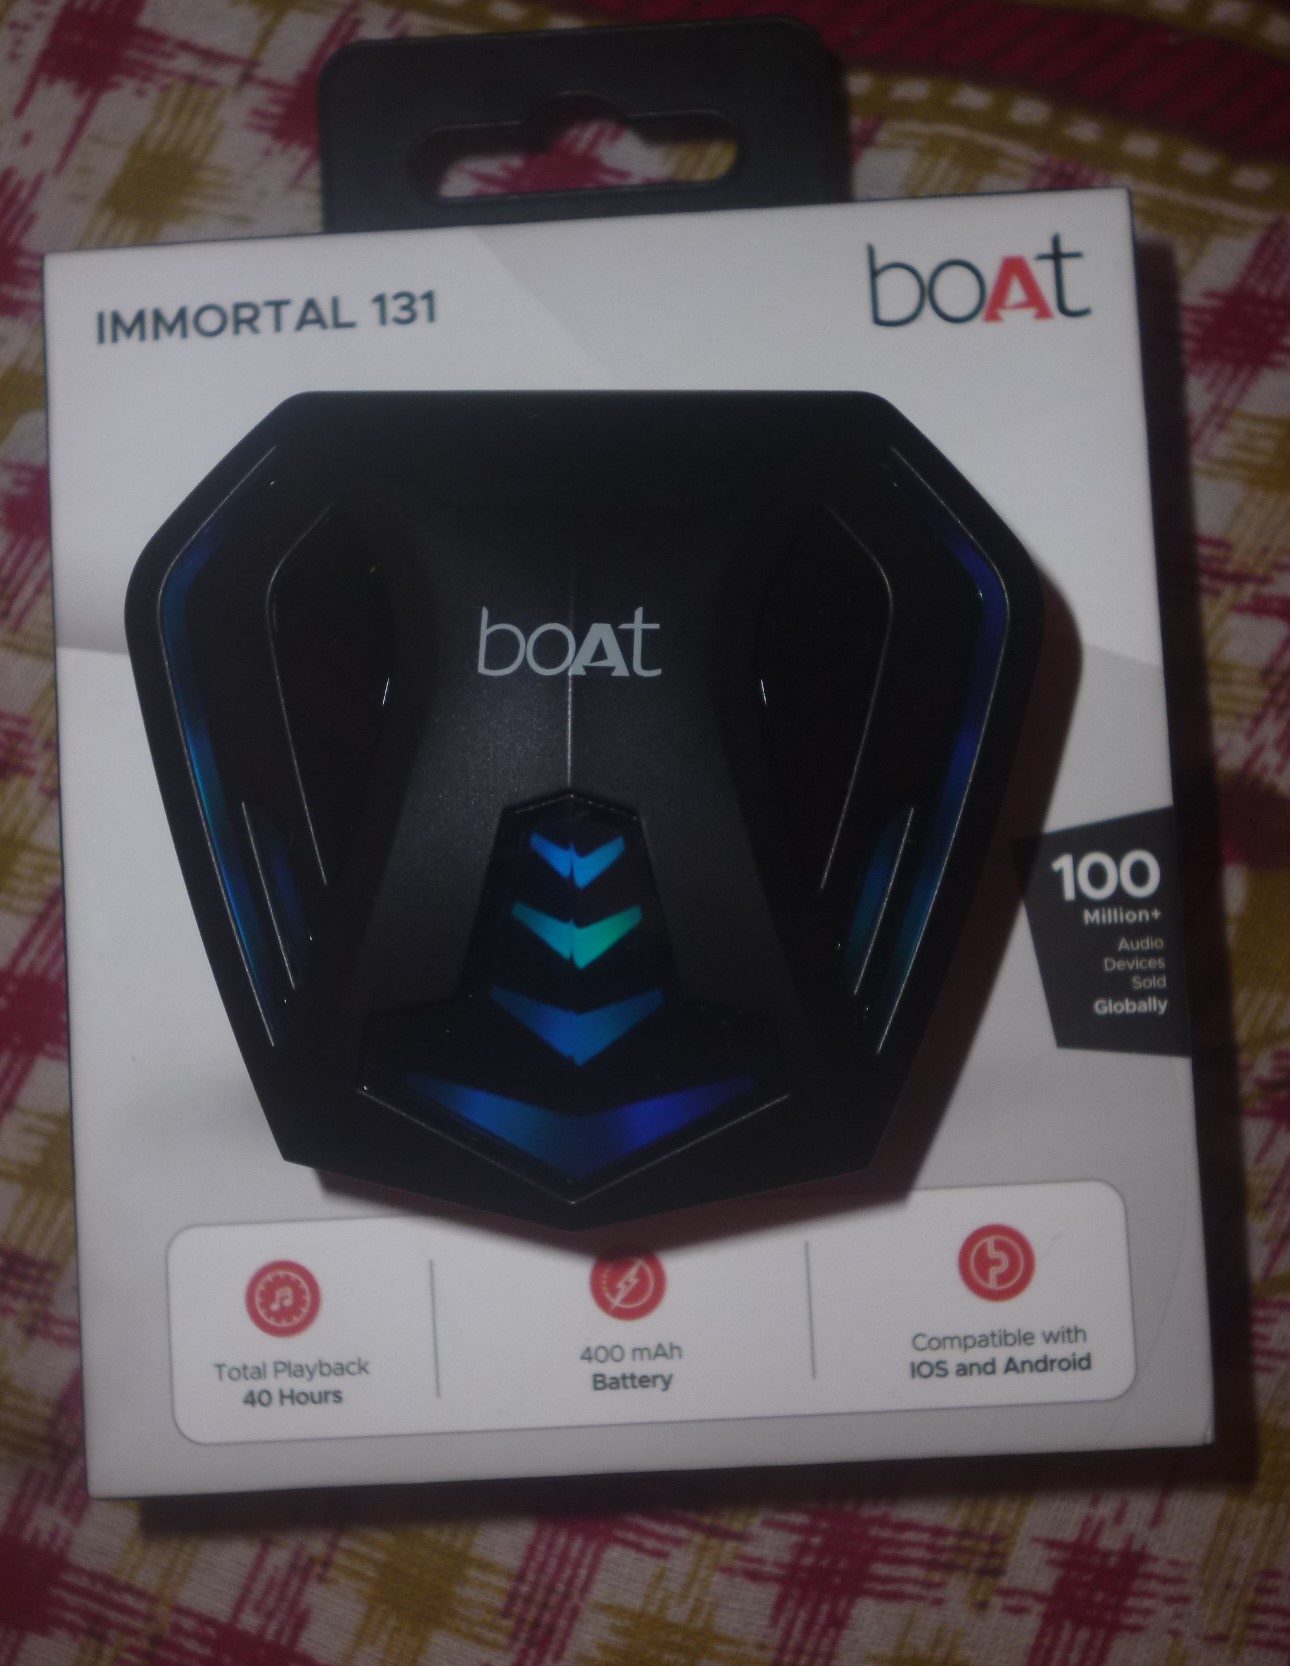 IMMORTAL 131
boAt
boAt
100
Million+
Audio
Devices
Sold
Globally
Total Playback
40 Hours
400 mAh
Battery
Compatible with
IOS and Android